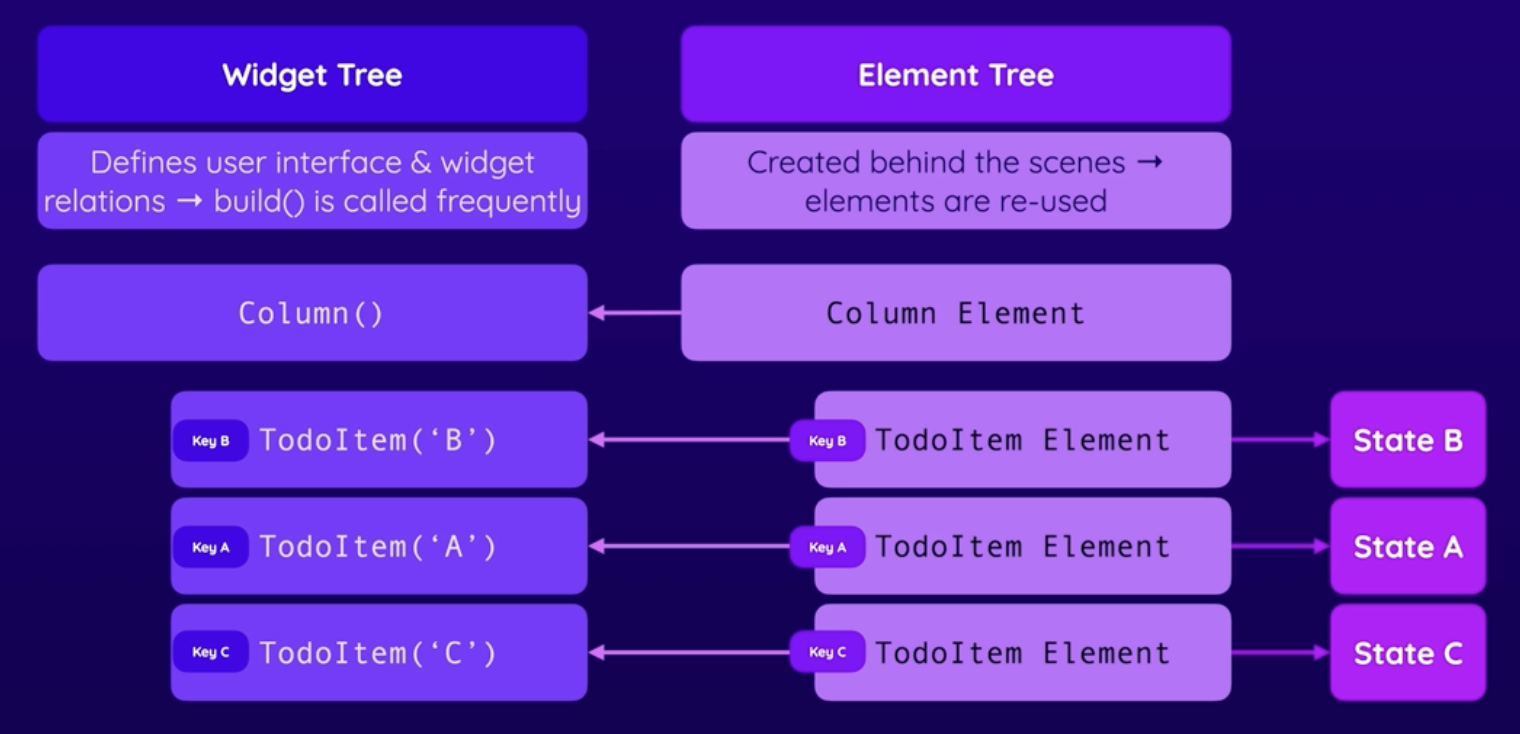 Widget Tree
Element Tree
Defines user interface & widget
relations → build() is called frequently
Created behind the scenes →
elements are re-used
Column()
Column Element
Key B TodoItem(‘B’)
Key B TodoItem Element
State B
Key A TodoItem(‘A’)
Key A TodoItem Element
State A
Key C TodoItem(‘C’)
Key C TodoItem Element
State C